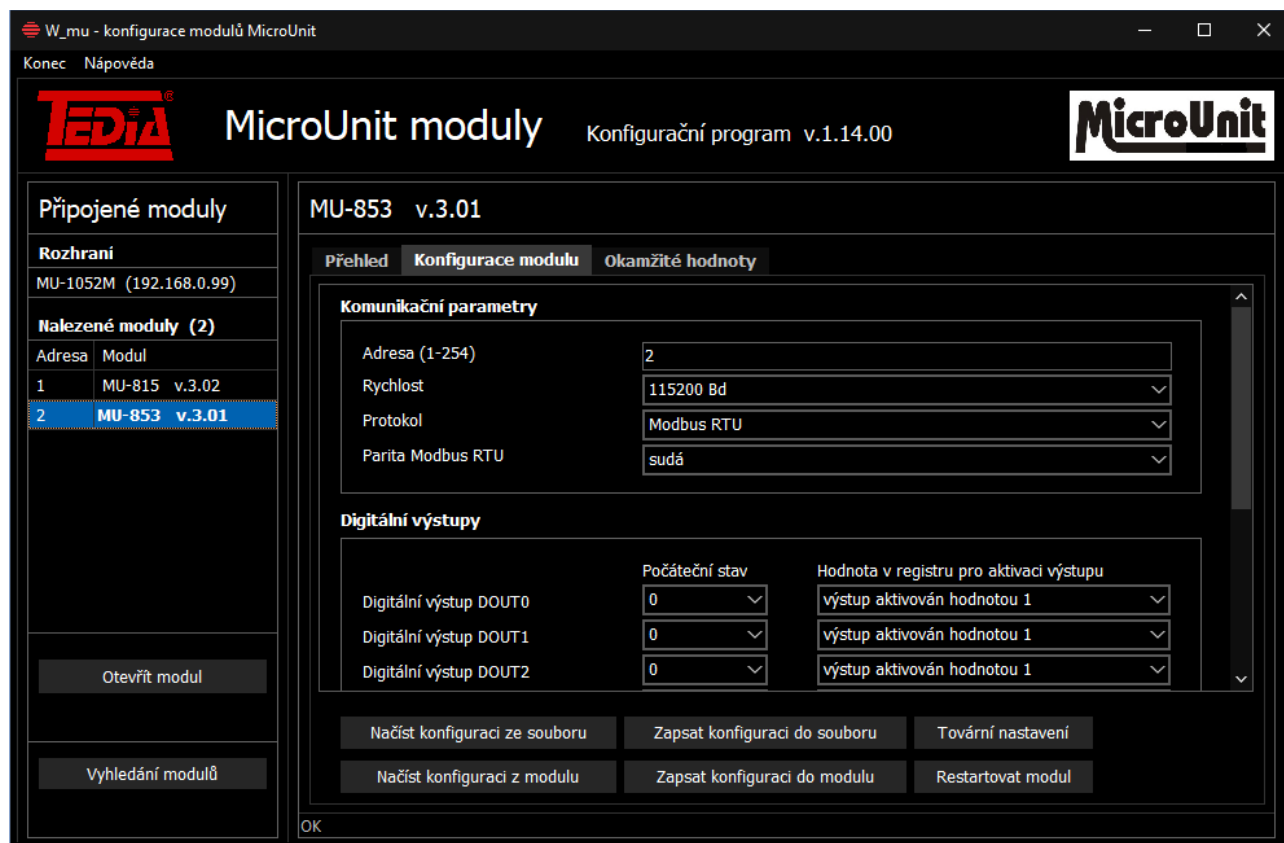 W_mu - konfigurace modulů MicroUnit
Konec Nápověda
TEDIA ®
MicroUnit moduly Konfigurační program v.1.14.00
MicroUnit
Připojené moduly
Rozhraní
MU-1052M (192.168.0.99)
Nalezené moduly (2)
Adresa Modul
1 MU-815 v.3.02
2 MU-853 v.3.01
Otevřít modul
Vyhledání modulů
MU-853 v.3.01
Přehled Konfigurace modulu Okamžité hodnoty
Komunikační parametry
Adresa (1-254) 2
Rychlost 115200 Bd
Protokol Modbus RTU
Parita Modbus RTU sudá
Digitální výstupy
Počáteční stav Hodnota v registru pro aktivaci výstupu
Digitální výstup DOUT0 0 výstup aktivován hodnotou 1
Digitální výstup DOUT1 0 výstup aktivován hodnotou 1
Digitální výstup DOUT2 0 výstup aktivován hodnotou 1
Načíst konfiguraci ze souboru Zapsat konfiguraci do souboru Tovární nastavení
Načíst konfiguraci z modulu Zapsat konfiguraci do modulu Restartovat modul
OK